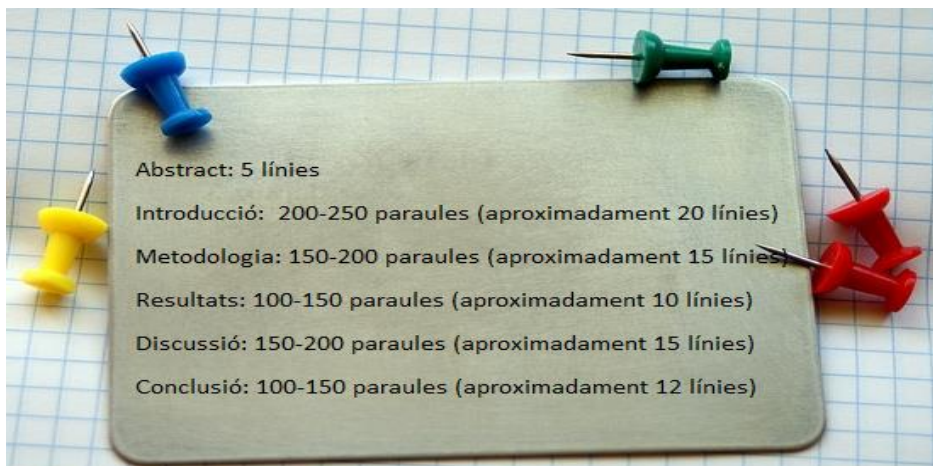 Abstract: 5 línies
Introducció:  200-250 paraules (aproximadament 20 línies)
Metodologia: 150-200 paraules (aproximadament 15 línies)
Resultats: 100-150 paraules (aproximadament 10 línies)
Discussió: 150-200 paraules (aproximadament 15 línies)
Conclusió: 100-150 paraules (aproximadament 12 línies)